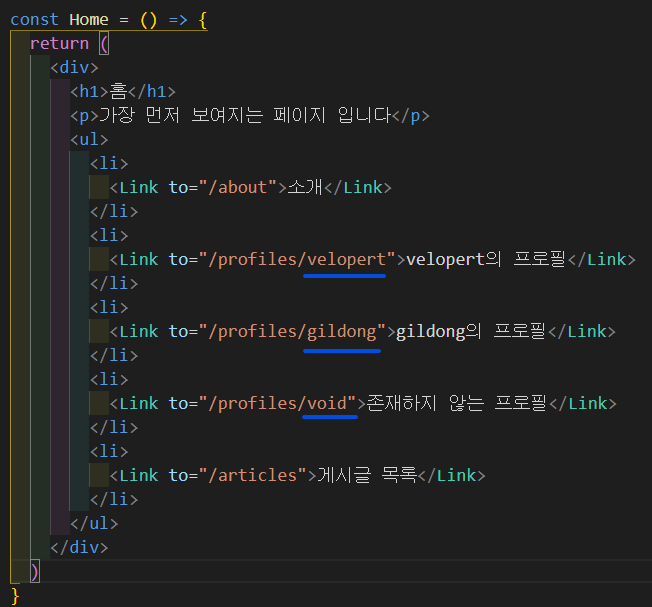 const Home = () => {
return (
<div>
<h1>홈</h1>
<p>가장 먼저 보여지는 페이지 입니다</p>
<ul>
<li>
<Link to="/about">소개</Link>
</li>
<li>
<Link to="/profiles/velopert">velopert의 프로필</Link>
</li>
<li>
<Link to="/profiles/gildong">gildong의 프로필</Link>
</li>
<li>
<Link to="/profiles/void">존재하지 않는 프로필</Link>
</li>
<li>
<Link to="/articles">게시글 목록</Link>
</li>
</ul>
</div>
)
}